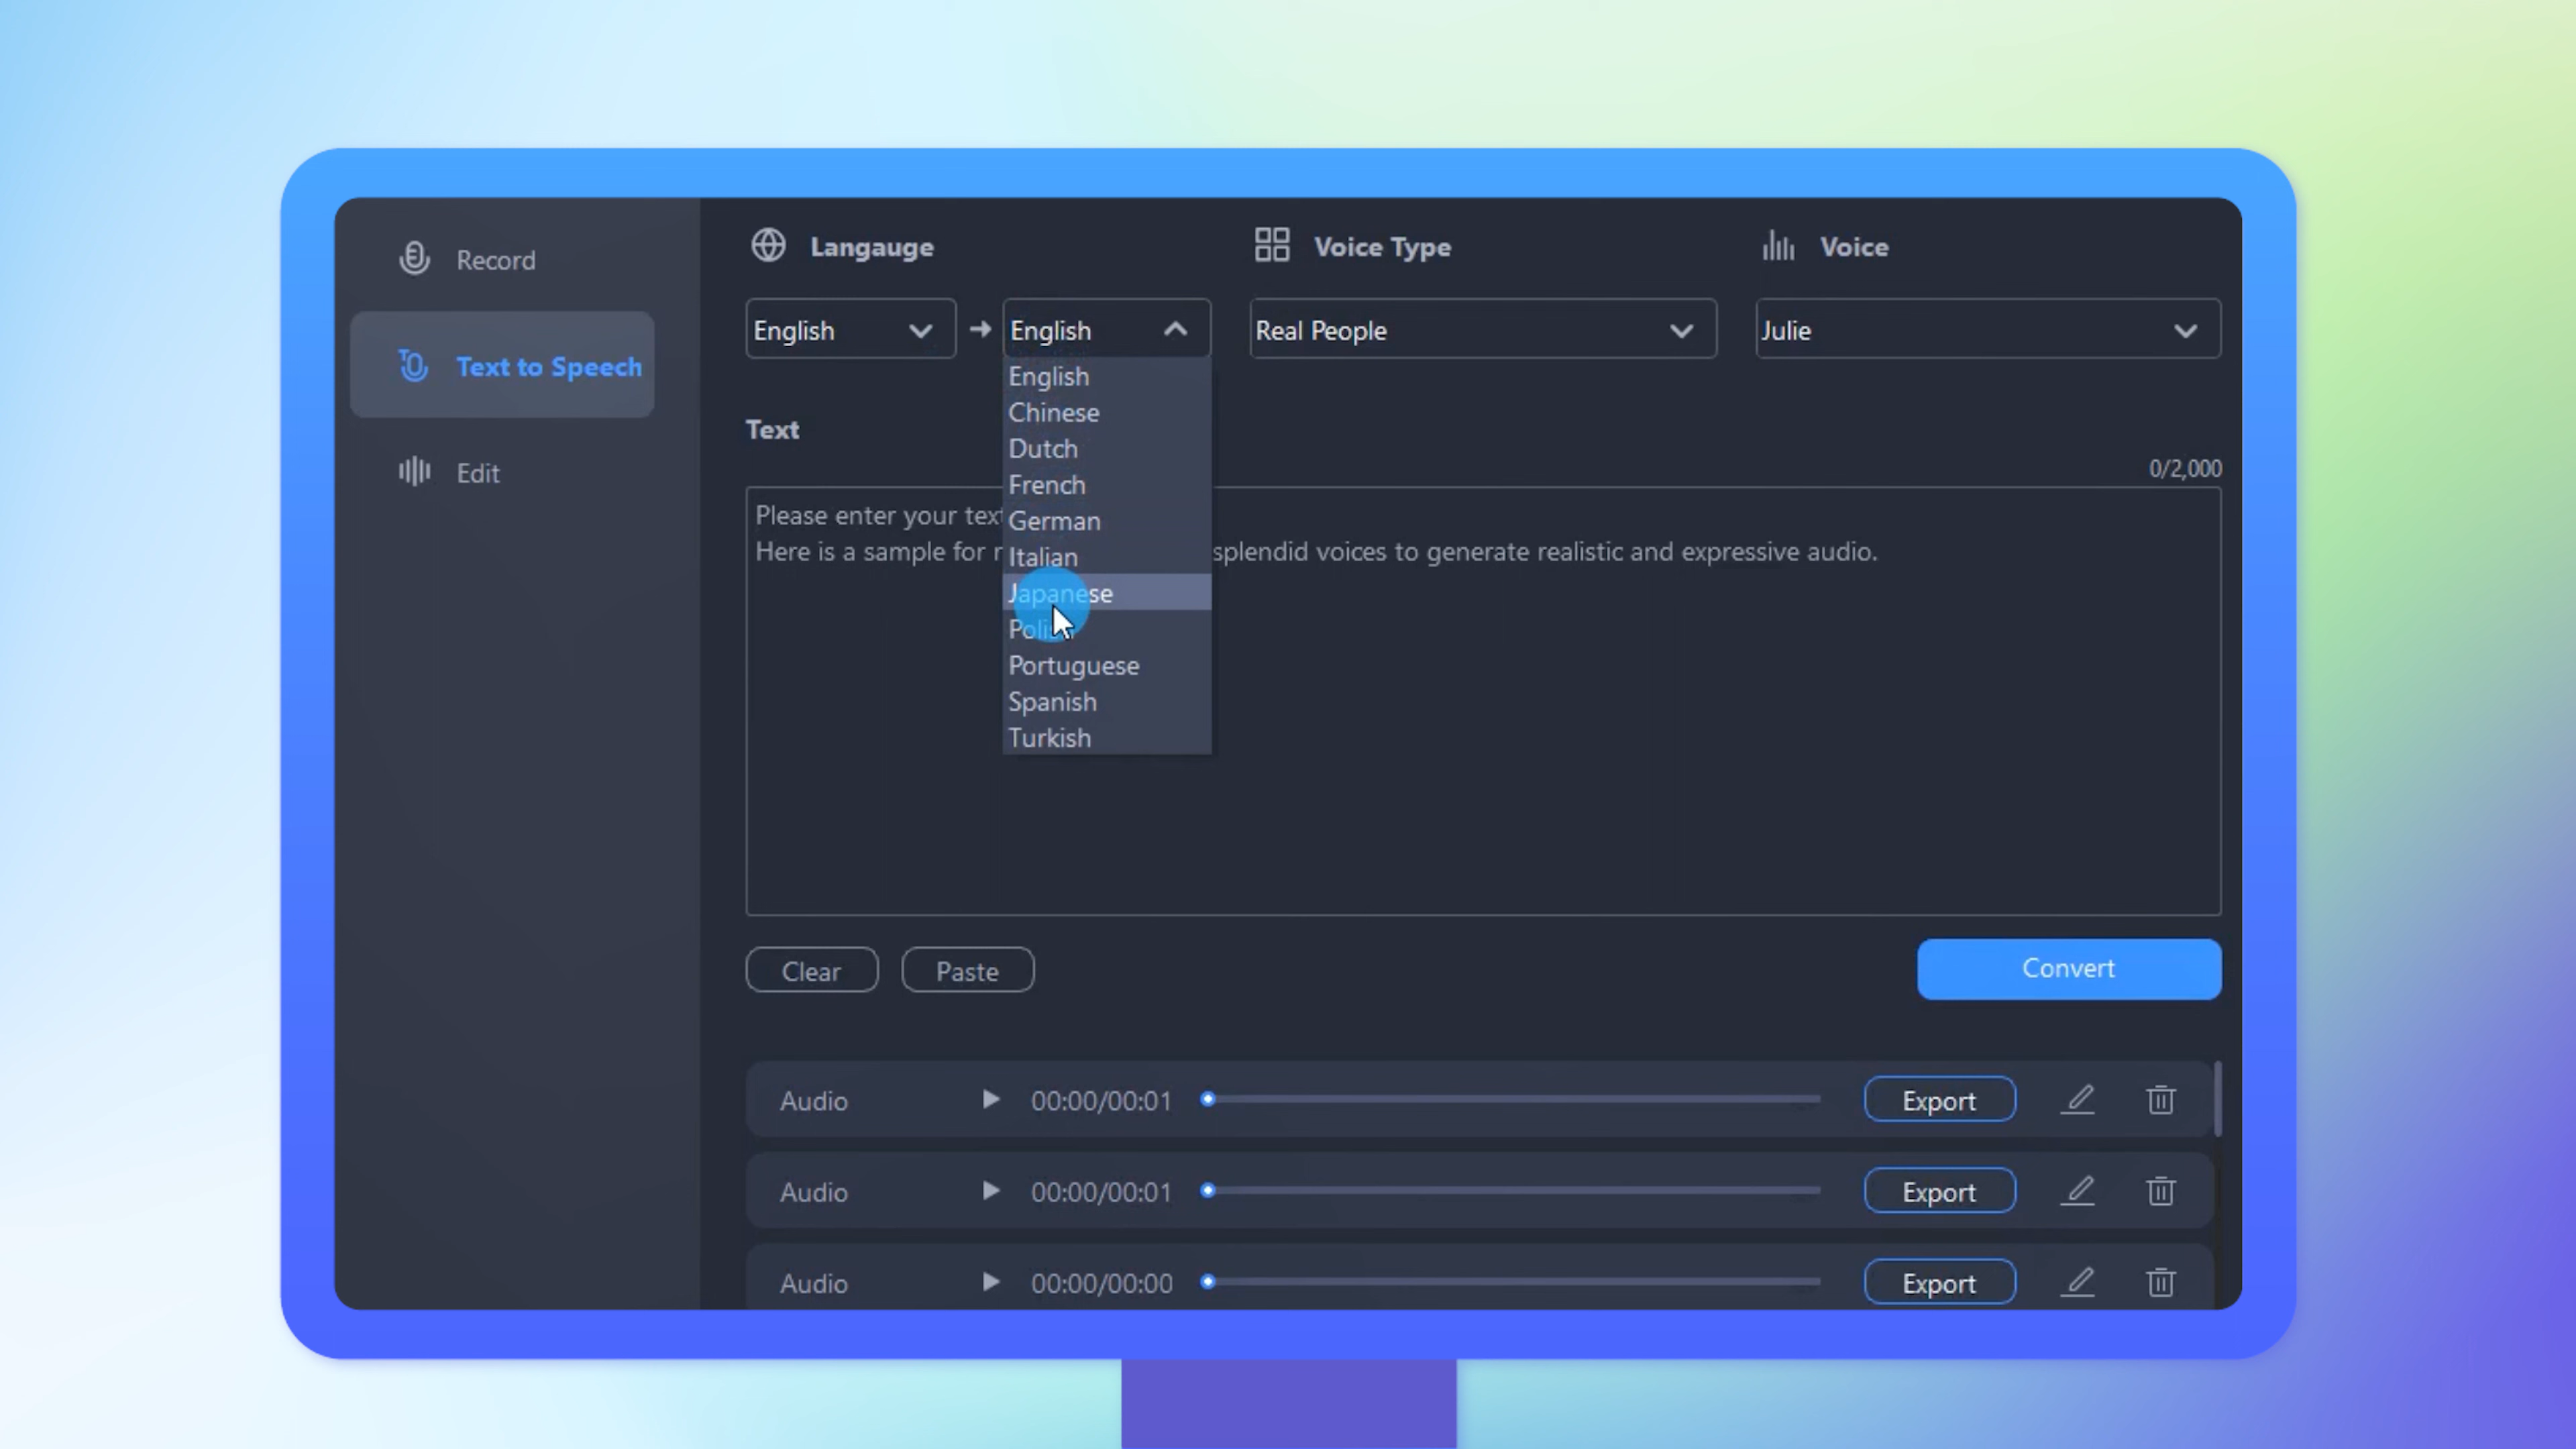 Record
Text to Speech
Edit
Langauge
Voice Type
Voice
English
English
Real People
Julie
English
Chinese
Dutch
French
German
Italian
Japanese
Polish
Portuguese
Spanish
Turkish
Text
0/2,000
Please enter your text
Here is a sample for splendid voices to generate realistic and expressive audio.
Clear
Paste
Convert
Audio
00:00/00:01
Export
Audio
00:00/00:01
Export
Audio
00:00/00:00
Export